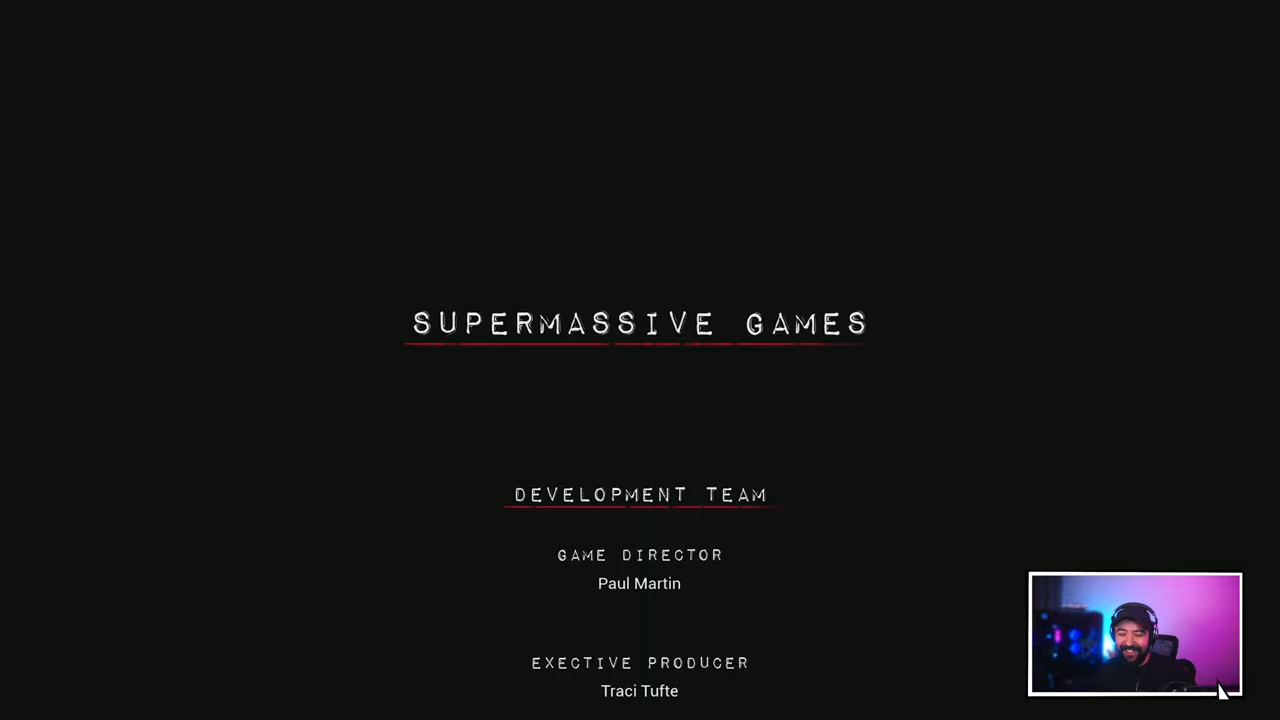 SUPERMASSIVE GAMES
DEVELOPMENT TEAM
GAME DIRECTOR
Paul Martin
EXECTIVE PRODUCER
Traci Tufte